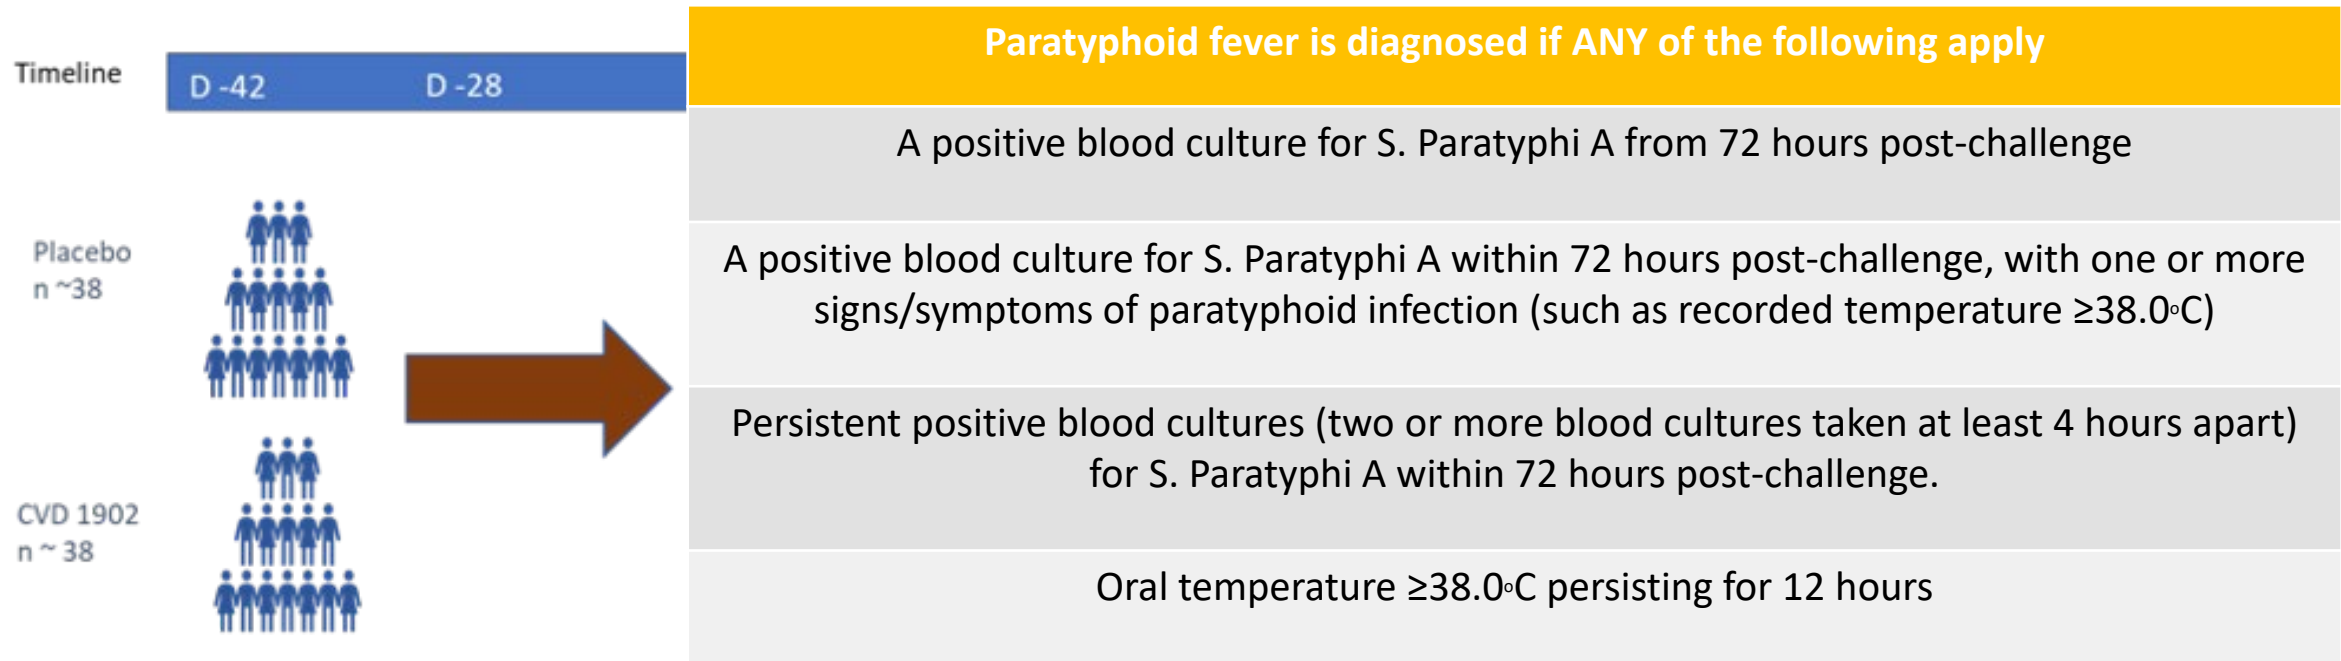 Timeline
D -42
D -28
Placebo
n ~38
CVD 1902
n ~ 38
Paratyphoid fever is diagnosed if ANY of the following apply
A positive blood culture for S. Paratyphi A from 72 hours post-challenge
A positive blood culture for S. Paratyphi A within 72 hours post-challenge, with one or more
signs/symptoms of paratyphoid infection (such as recorded temperature ≥38.0°C)
Persistent positive blood cultures (two or more blood cultures taken at least 4 hours apart)
for S. Paratyphi A within 72 hours post-challenge.
Oral temperature ≥38.0°C persisting for 12 hours